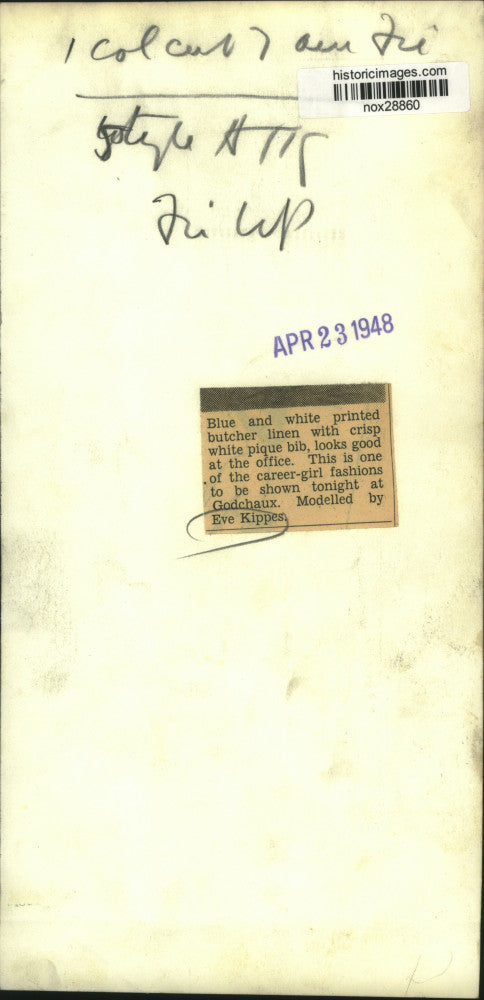 1 col cut 7 am Fri
historicimages.com
nox28860
Style
Fri
APR 23 1948
Blue and white printed
butcher linen with crisp
white pique bib, looks good
at the office. This is one
of the career-girl fashions
to be shown tonight at
Godchaux. Modelled by
Eve Kippes.